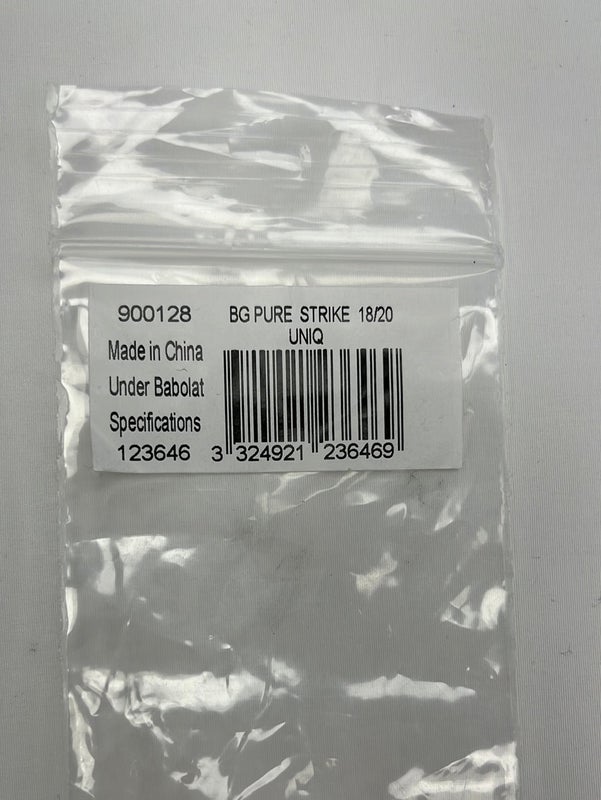 900128 BG PURE STRIKE 18/20
UNIQ
Made in China
Under Babolat
Specifications
123646 3 324921 236469